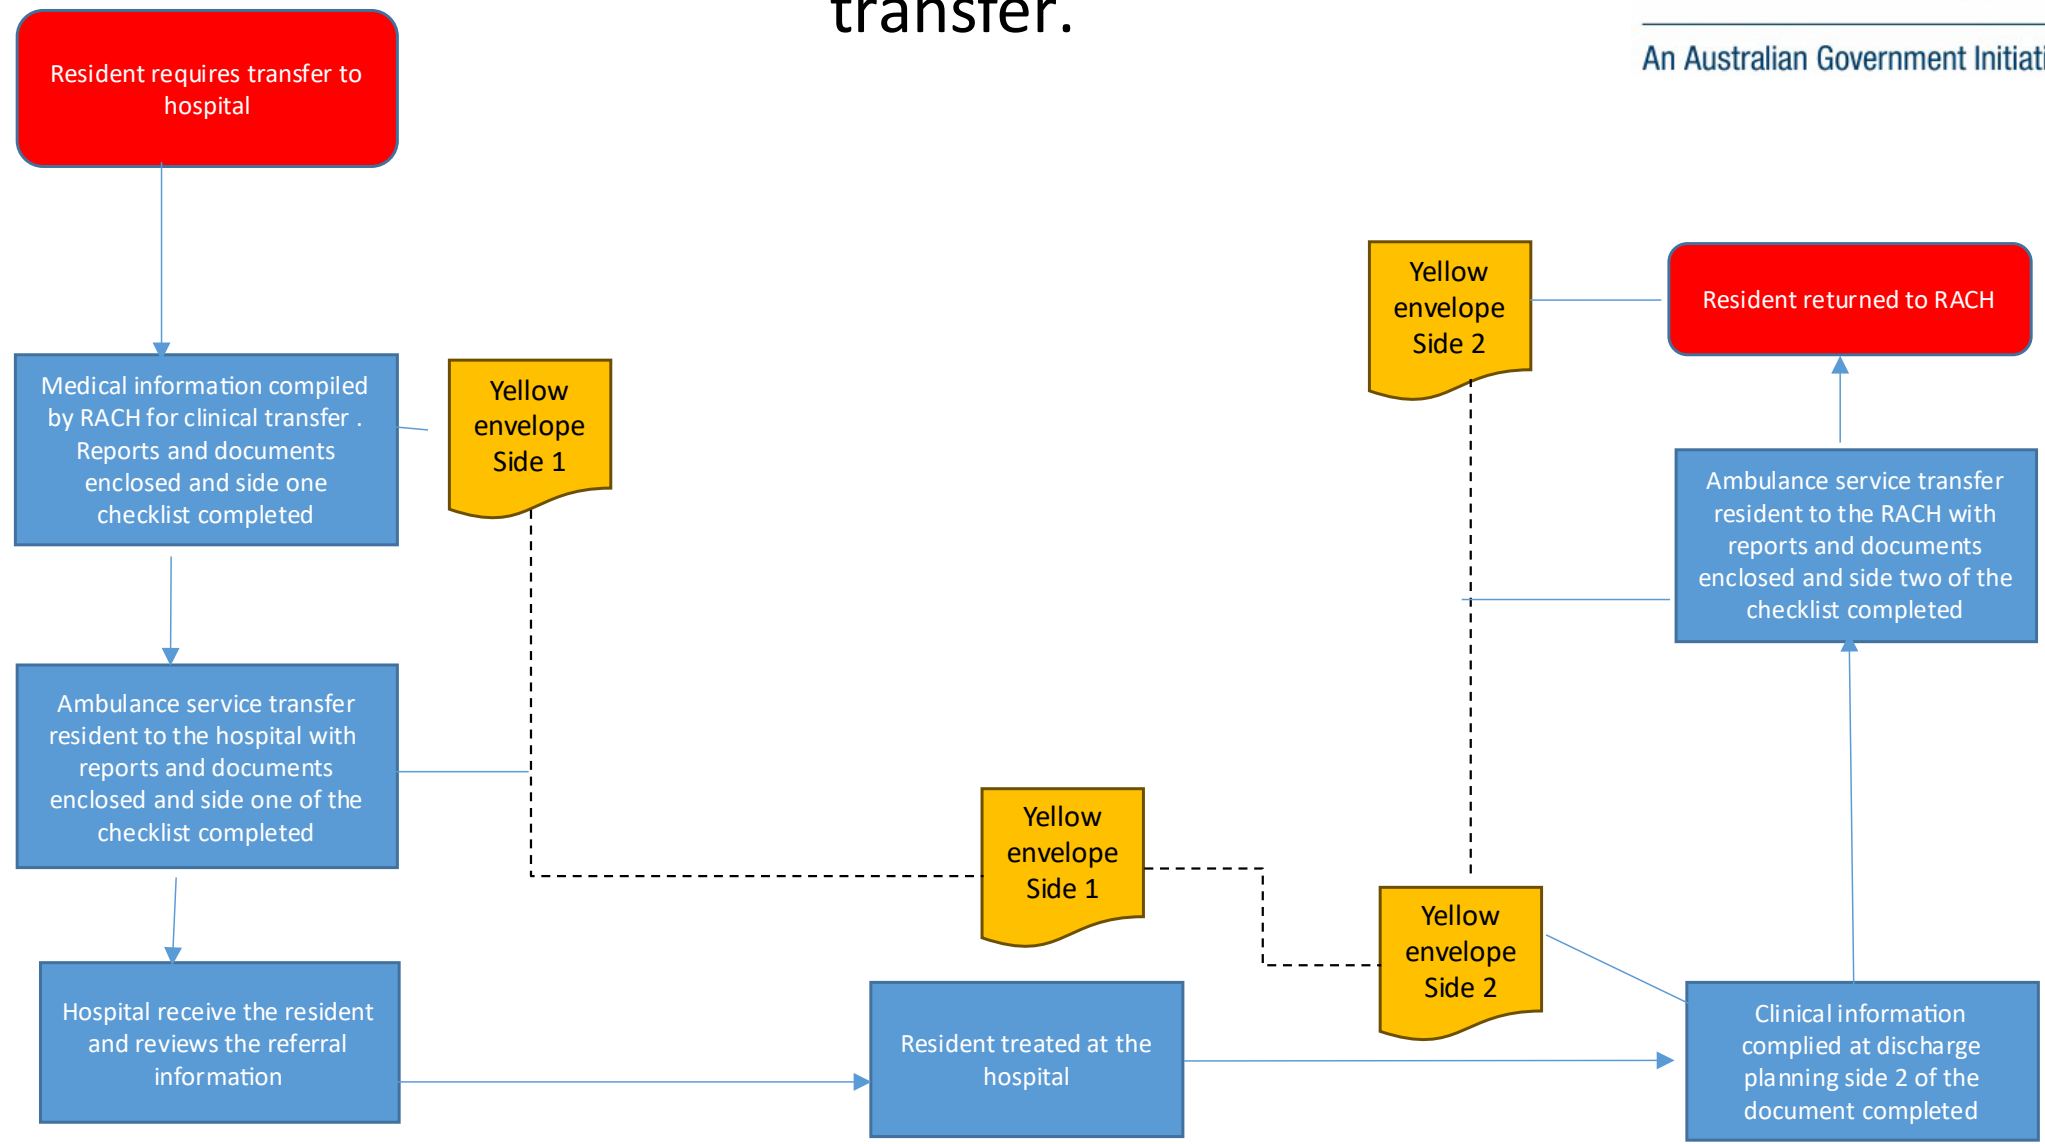 transfer.
An Australian Government Initiati
Resident requires transfer to
hospital
Medical information compiled
by RACH for clinical transfer .
Reports and documents
enclosed and side one
checklist completed
Yellow
envelope
Side 1
Ambulance service transfer
resident to the hospital with
reports and documents
enclosed and side one of the
checklist completed
Hospital receive the resident
and reviews the referral
information
Yellow
envelope
Side 1
Resident treated at the
hospital
Yellow
envelope
Side 2
Clinical information
complied at discharge
planning side 2 of the
document completed
Ambulance service transfer
resident to the RACH with
reports and documents
enclosed and side two of the
checklist completed
Yellow
envelope
Side 2
Resident returned to RACH